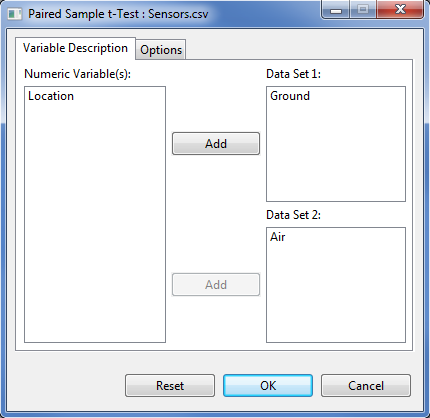 Paired Sample t-Test : Sensors.csv
Variable Description Options
Numeric Variable(s): Data Set 1:
Location Ground
Add
Data Set 2:
Air
Add
Reset OK Cancel